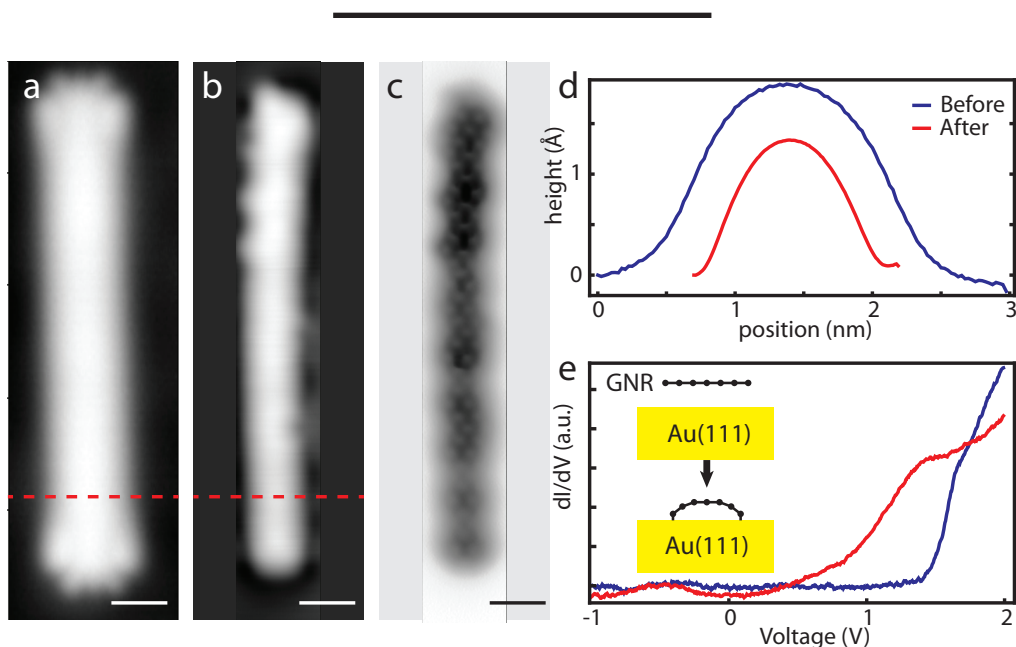 a
b
c
d
Before
After
height (Å)
1
0
0
1
2
3
position (nm)
e
GNR
Au(111)
Au(111)
dI/dV (a.u.)
-1
0
1
2
Voltage (V)